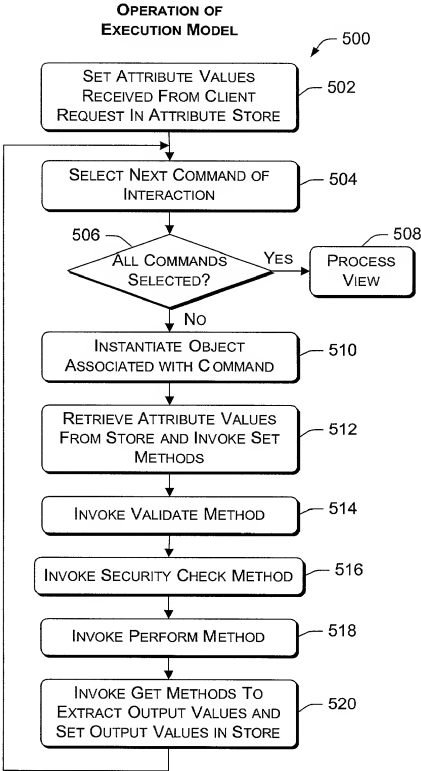 OPERATION OF
EXECUTION MODEL
500
SET ATTRIBUTE VALUES
RECEIVED FROM CLIENT
REQUEST IN ATTRIBUTE STORE
502
SELECT NEXT COMMAND OF
INTERACTION
504
506
ALL COMMANDS
SELECTED?
YES
508
PROCESS
VIEW
NO
INSTANTIATE OBJECT
ASSOCIATED WITH COMMAND
510
RETRIEVE ATTRIBUTE VALUES
FROM STORE AND INVOKE SET
METHODS
512
INVOKE VALIDATE METHOD
514
INVOKE SECURITY CHECK METHOD
516
INVOKE PERFORM METHOD
518
INVOKE GET METHODS TO
EXTRACT OUTPUT VALUES AND
SET OUTPUT VALUES IN STORE
520